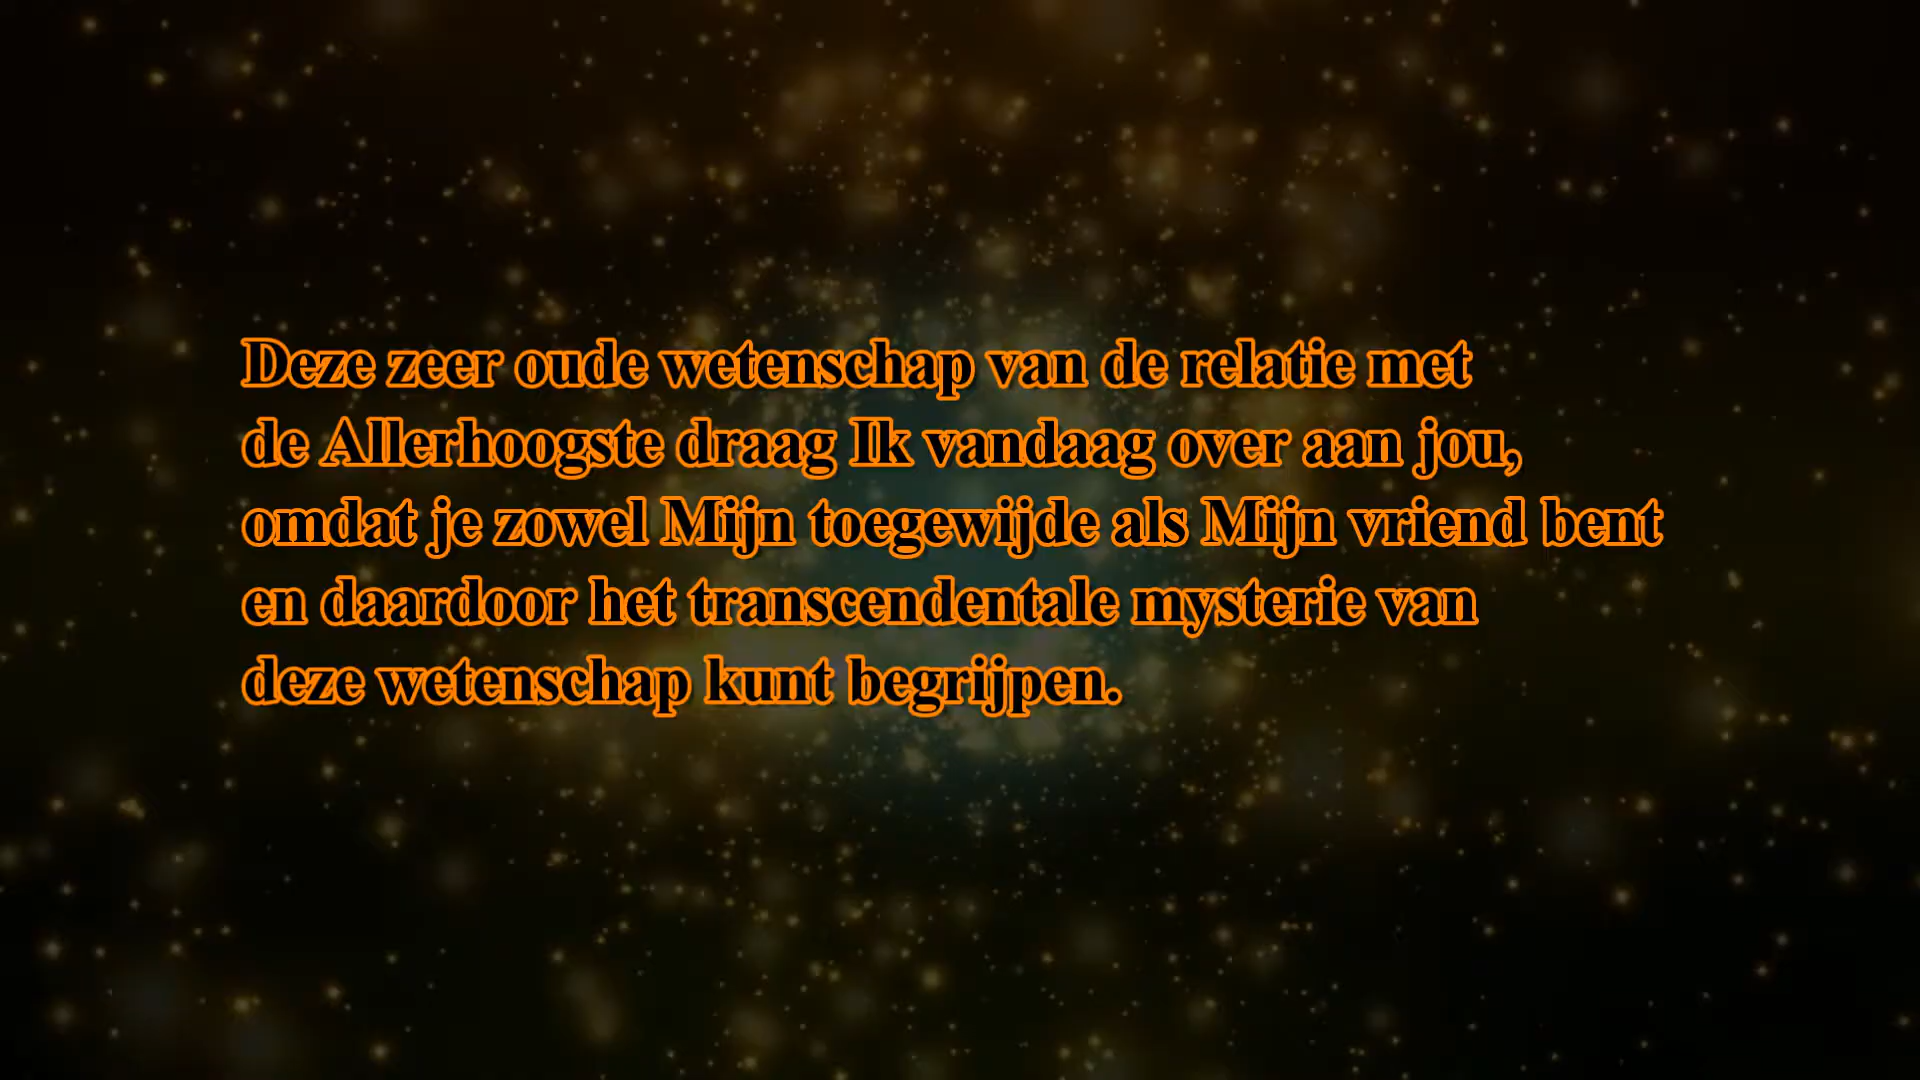 Deze zeer oude wetenschap van de relatie met
de Allerhoogste draag Ik vandaag over aan jou,
omdat je zowel Mijn toegewijde als Mijn vriend bent
en daardoor het transcendentale mysterie van
deze wetenschap kunt begrijpen.